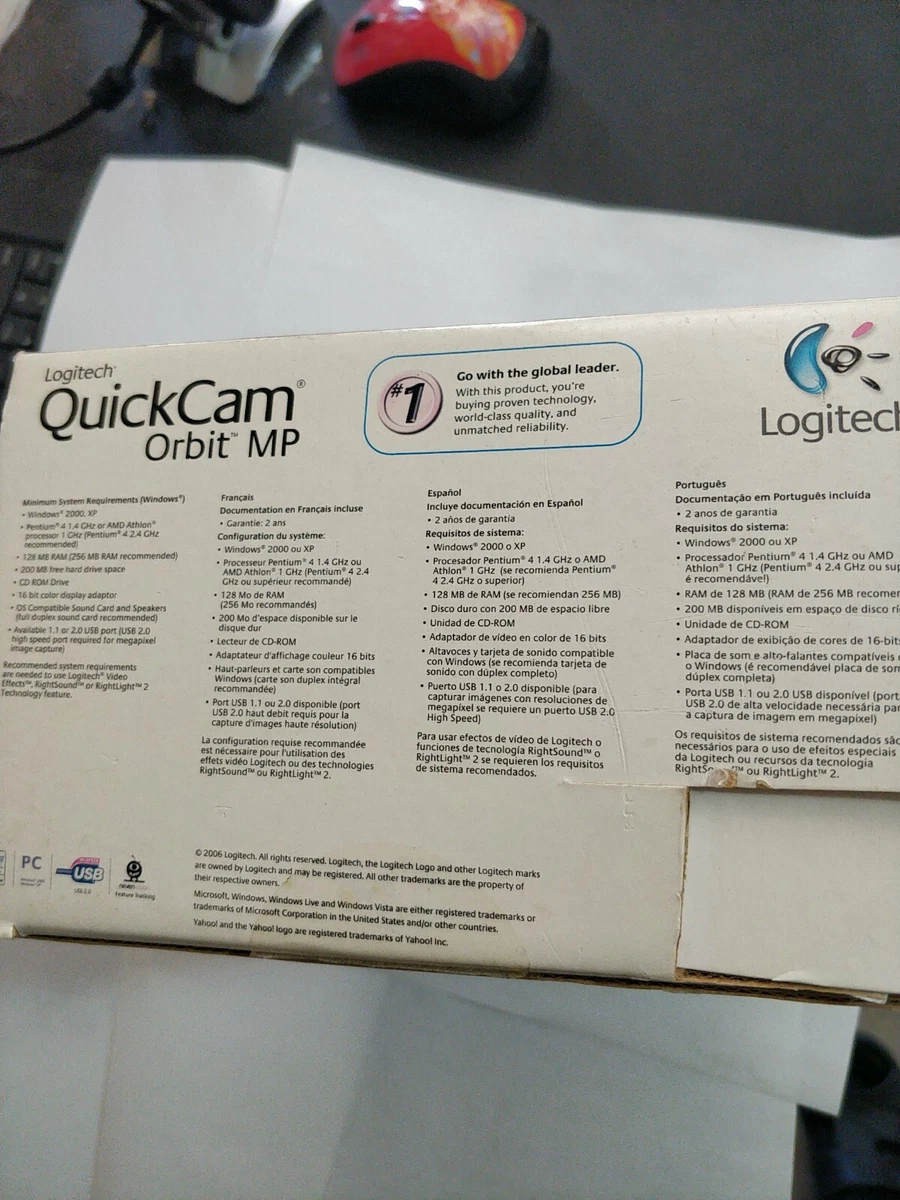 Logitech®
QuickCam®
Orbit™ MP
#1
Go with the global leader.
With this product, you're
buying proven technology,
world-class quality, and
unmatched reliability.
Logitech
Minimum System Requirements (Windows®)
• Windows® 2000, XP
• Pentium® 4 1.4 GHz or AMD Athlon®
processor 1 GHz (Pentium® 4 2.4 GHz
recommended)
• 128 MB RAM (256 MB RAM recommended)
• 200 MB free hard drive space
• CD ROM Drive
• 16 bit color display adaptor
• OS Compatible Sound Card and Speakers
(full duplex sound card recommended)
• Available 1.1 or 2.0 USB port (USB 2.0
high speed port required for megapixel
image capture)
Recommended system requirements
are needed to use Logitech® Video
Effects™, RightSound™ or RightLight™ 2
Technology feature.
Français
Documentation en Français incluse
• Garantie: 2 ans
Configuration du système:
• Windows® 2000 ou XP
• Processeur Pentium® 4 1.4 GHz ou
AMD Athlon® 1 GHz (Pentium® 4 2.4
GHz ou supérieur recommandé)
• 128 Mo de RAM
(256 Mo recommandés)
• 200 Mo d'espace disponible sur le
disque dur
• Lecteur de CD-ROM
• Adaptateur d'affichage couleur 16 bits
• Haut-parleurs et carte son compatibles
Windows (carte son duplex intégral
recommandée)
• Port USB 1.1 ou 2.0 disponible (port
USB 2.0 haut debit requis pour la
capture d'images haute résolution)
La configuration requise recommandée
est nécessaire pour l'utilisation des
effets vidéo Logitech ou des technologies
RightSound™ ou RightLight™ 2.
Español
Incluye documentación en Español
• 2 años de garantía
Requisitos de sistema:
• Windows® 2000 o XP
• Procesador Pentium® 4 1.4 GHz o AMD
Athlon® 1 GHz (se recomienda Pentium®
4 2.4 GHz o superior)
• 128 MB de RAM (se recomiendan 256 MB)
• Disco duro con 200 MB de espacio libre
• Unidad de CD-ROM
• Adaptador de vídeo en color de 16 bits
• Altavoces y tarjeta de sonido compatible
con Windows (se recomienda tarjeta de
sonido con dúplex completo)
• Puerto USB 1.1 o 2.0 disponible (para
capturar imágenes con resoluciones de
megapíxel se requiere un puerto USB 2.0
High Speed)
Para usar efectos de vídeo de Logitech o
funciones de tecnología RightSound™ o
RightLight™ 2 se requieren los requisitos
de sistema recomendados.
Português
Documentação em Português incluída
• 2 anos de garantia
Requisitos do sistema:
• Windows® 2000 ou XP
• Processador Pentium® 4 1.4 GHz ou AMD
Athlon® 1 GHz (Pentium® 4 2.4 GHz ou sup
é recomendável!)
• RAM de 128 MB (RAM de 256 MB recomen
• 200 MB disponíveis em espaço de disco rí
• Unidade de CD-ROM
• Adaptador de exibição de cores de 16-bits
• Placa de som e alto-falantes compatíveis c
o Windows (é recomendável placa de som
dúplex completa)
• Porta USB 1.1 ou 2.0 USB disponível (port
USB 2.0 de alta velocidade necessária par
a captura de imagem em megapixel)
Os requisitos de sistema recomendados são
necessários para o uso de efeitos especiais
da Logitech ou recursos da tecnologia
RightSo ™ ou RightLight™ 2.
PC
USB
USB 2.0
Feature Tracking
© 2006 Logitech. All rights reserved. Logitech, the Logitech Logo and other Logitech marks
are owned by Logitech and may be registered. All other trademarks are the property of
their respective owners.
Microsoft, Windows, Windows Live and Windows Vista are either registered trademarks or
trademarks of Microsoft Corporation in the United States and/or other countries.
Yahoo! and the Yahoo! logo are registered trademarks of Yahoo! Inc.